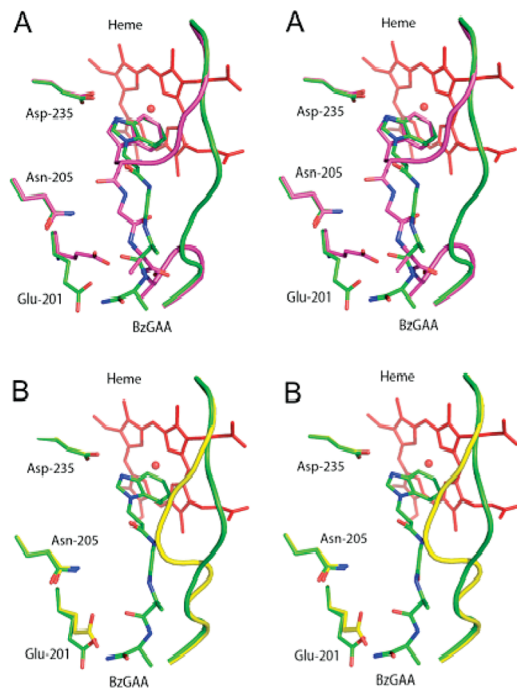 A
Heme
Asp-235
Asn-205
Glu-201
BzGAA
A
Heme
Asp-235
Asn-205
Glu-201
BzGAA
B
Heme
Asp-235
Asn-205
Glu-201
BzGAA
B
Heme
Asp-235
Asn-205
Glu-201
BzGAA